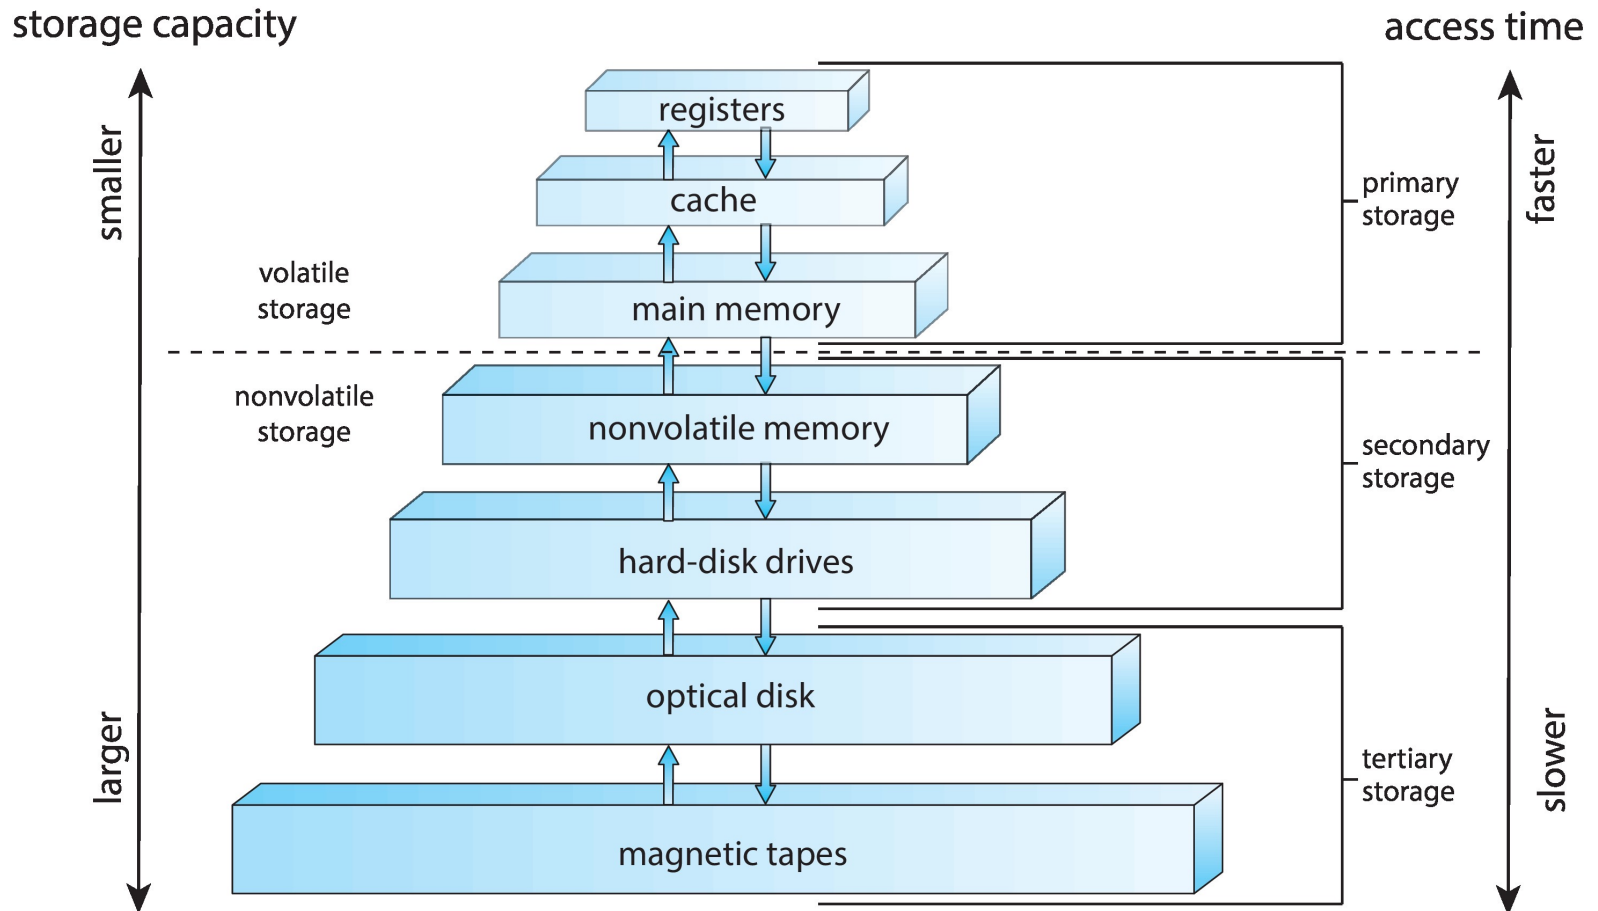 storage capacity
access time
smaller
larger
faster
slower
registers
cache
main memory
nonvolatile memory
hard-disk drives
optical disk
magnetic tapes
volatile
storage
nonvolatile
storage
primary
storage
secondary
storage
tertiary
storage